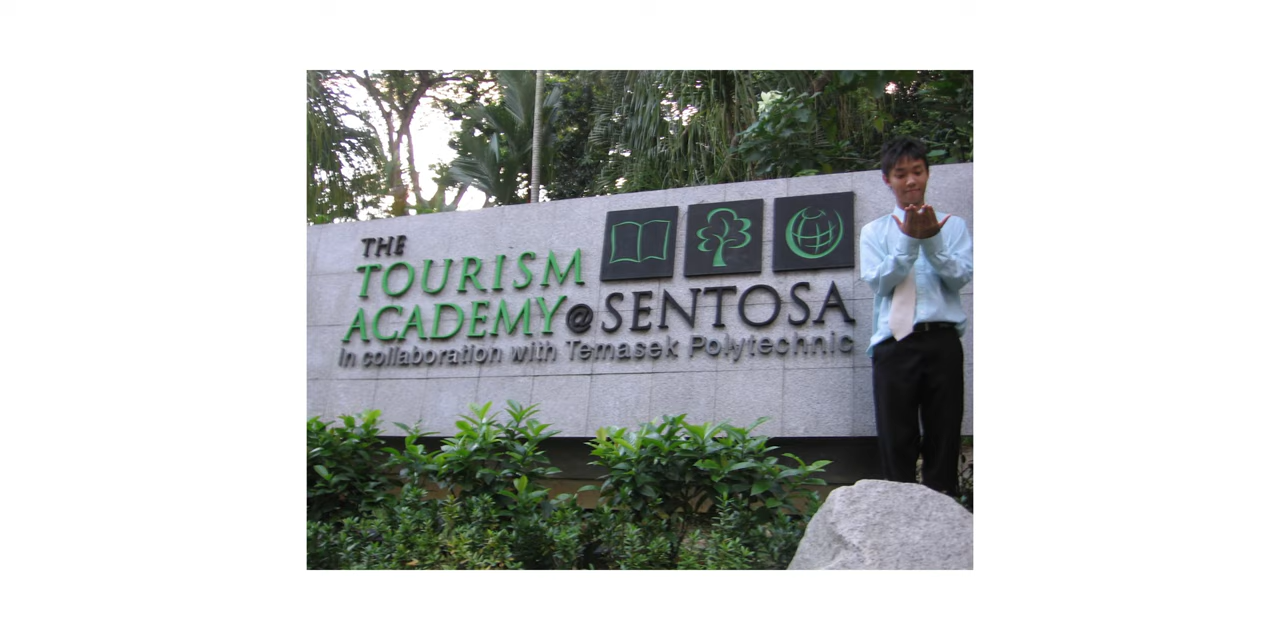 THE
TOURISM
ACADEMY@SENTOSA
In collaboration with Temasek Polytechnic